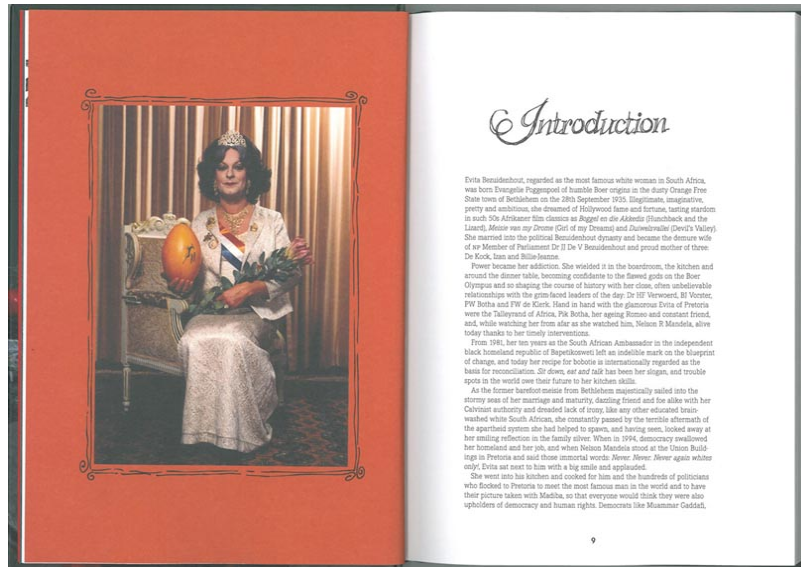 Introduction
Evita Bezuidenhout, regarded as the most famous white woman in South Africa,
was born Evangelie Poggenspoel of humble Boer origins in the dusty Orange Free
State town of Bethlehem on the 28th September 1935. Illegitimate, imaginative,
pretty and ambitious, she dreamed of Hollywood fame and fortune, tasting stardom
in such 50s Afrikaner film classics as Boggel en die Akkedis (Hunchback and the
Lizard), Meisie van my Drome (Girl of my Dreams) and Duiwelsvallei (Devil's Valley).
She married into the political Bezuidenhout dynasty and became the demure wife
of NP Member of Parliament Dr JJ De V Bezuidenhout and proud mother of three:
De Kock, Izan and Billie-Jeanne.
Power became her addiction. She wielded it in the boardroom, the kitchen and
around the dinner table, becoming confidante to the flawed gods on the Boer
Olympus and so shaping the course of history with her close, often unbelievable
relationships with the grim-faced leaders of the day: Dr HF Verwoerd, BJ Vorster,
PW Botha and FW de Klerk. Hand in hand with the glamorous Evita of Pretoria
were the Talleyrand of Africa, Pik Botha, her ageing Romeo and constant friend,
and, while watching her from afar as she watched him, Nelson R Mandela, alive
today thanks to her timely interventions.
From 1981, her ten years as the South African Ambassador in the independent
black homeland republic of Bapetikosweti left an indelible mark on the blueprint
of change, and today her recipe for bobotie is internationally regarded as the
basis for reconciliation. Sit down, eat and talk has been her slogan, and trouble
spots in the world owe their future to her kitchen skills.
As the former barefoot meisie from Bethlehem majestically sailed into the
stormy seas of her marriage and maturity, dazzling friend and foe alike with her
Calvinist authority and dreaded lack of irony, like any other educated brain-
washed white South African, she constantly passed by the terrible aftermath of
the apartheid system she had helped to spawn, and having seen, looked away at
her smiling reflection in the family silver. When in 1994, democracy swallowed
her homeland and her job, and when Nelson Mandela stood at the Union Build-
ings in Pretoria and said those immortal words: Never. Never. Never again whites
only!, Evita sat next to him with a big smile and applauded.
She went into his kitchen and cooked for him and the hundreds of politicians
who flocked to Pretoria to meet the most famous man in the world and to have
their picture taken with Madiba, so that everyone would think they were also
upholders of democracy and human rights. Democrats like Muammar Gaddafi,
9